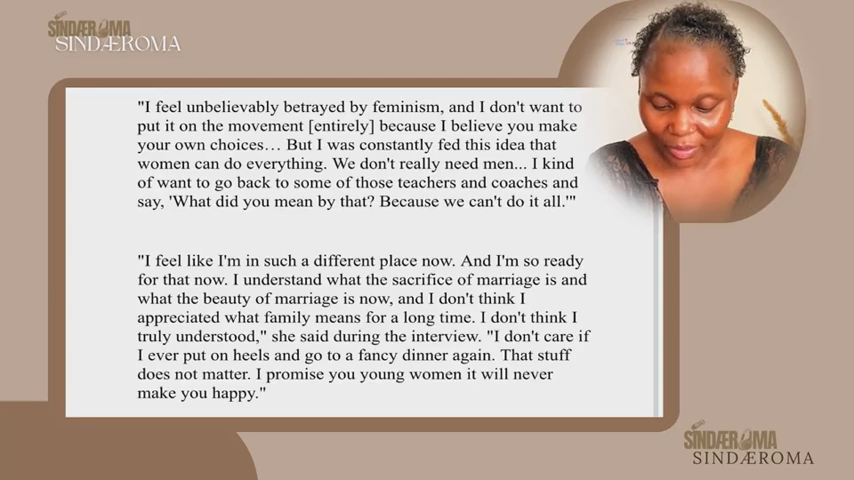 SINDÆROMA
SINDÆROMA
"I feel unbelievably betrayed by feminism, and I don't want to
put it on the movement [entirely] because I believe you make
your own choices… But I was constantly fed this idea that
women can do everything. We don't really need men... I kind
of want to go back to some of those teachers and coaches and
say, 'What did you mean by that? Because we can't do it all.'"
"I feel like I'm in such a different place now. And I'm so ready
for that now. I understand what the sacrifice of marriage is and
what the beauty of marriage is now, and I don't think I
appreciated what family means for a long time. I don't think I
truly understood," she said during the interview. "I don't care if
I ever put on heels and go to a fancy dinner again. That stuff
does not matter. I promise you young women it will never
make you happy."
SINDÆROMA
SINDÆROMA